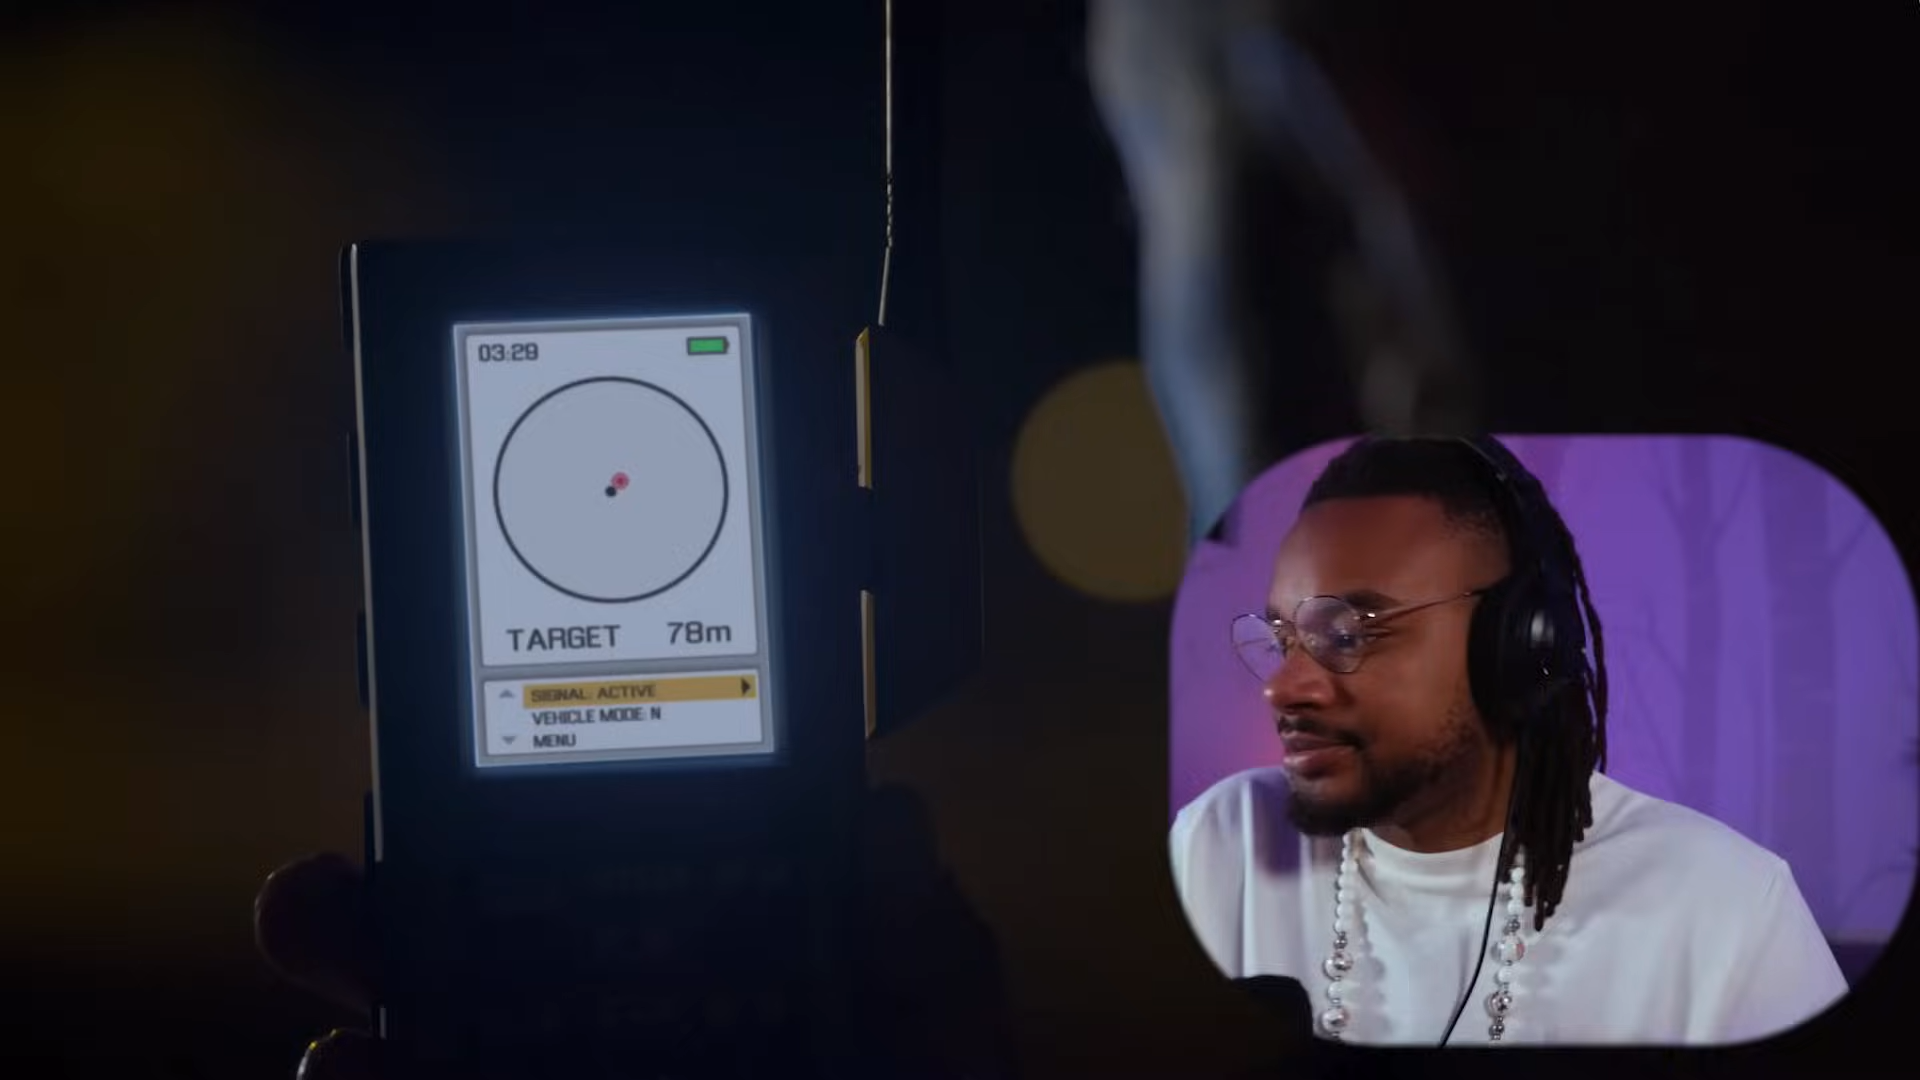 03:29
TARGET 78m
SIGNAL: ACTIVE
VEHICLE MODE: N
MENU